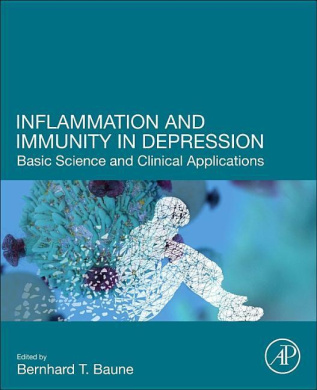 INFLAMMATION AND
IMMUNITY IN DEPRESSION
Basic Science and Clinical Applications
Edited by
Bernhard T. Baune
AP